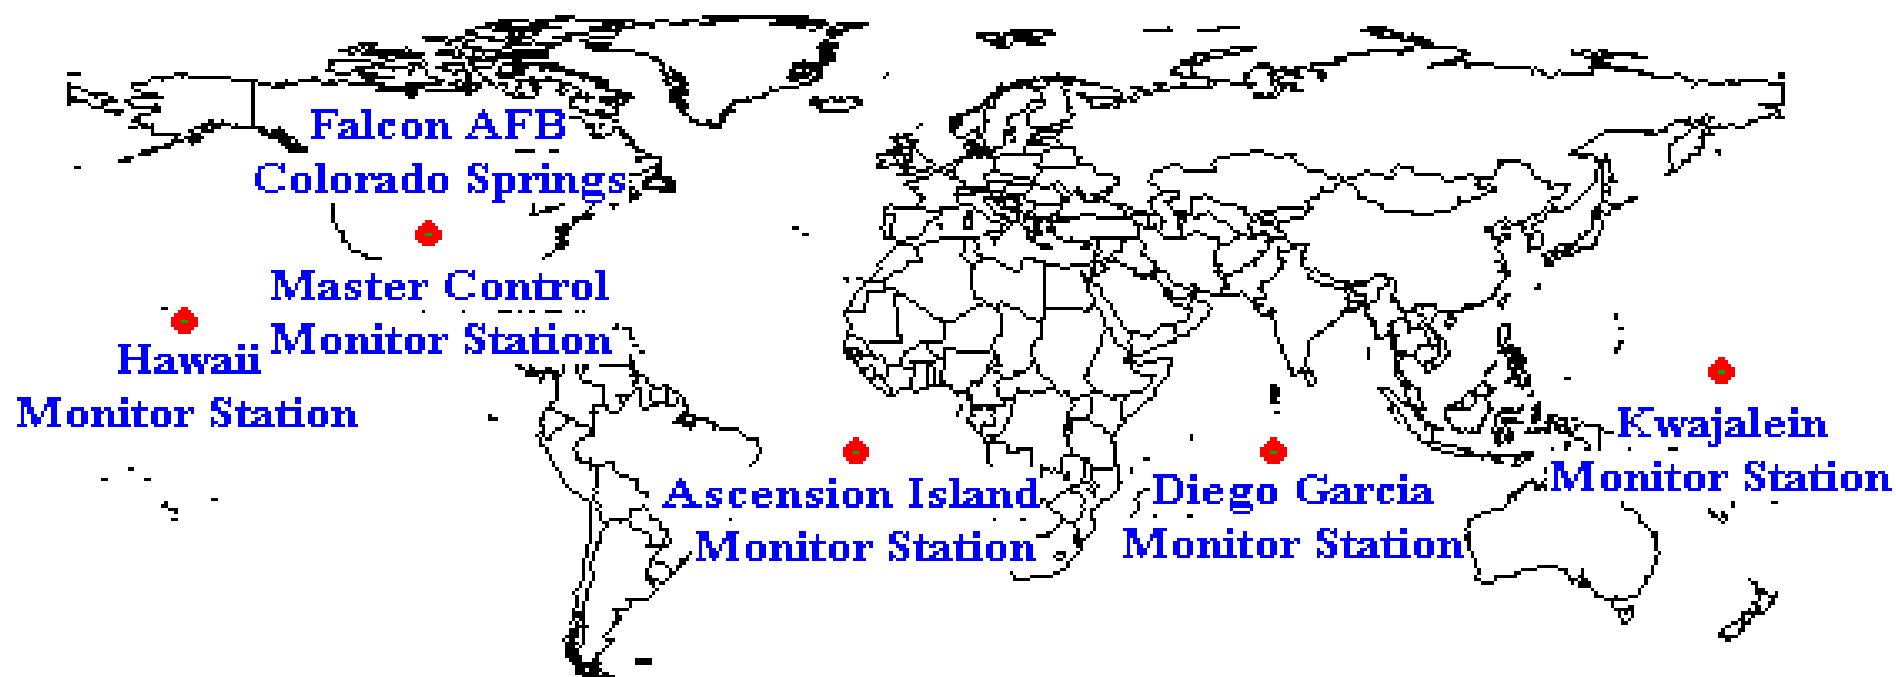 Falcon AFB
Colorado Springs
Master Control
Monitor Station
Hawaii
Monitor Station
Ascension Island
Monitor Station
Diego Garcia
Monitor Station
Kwajalein
Monitor Station